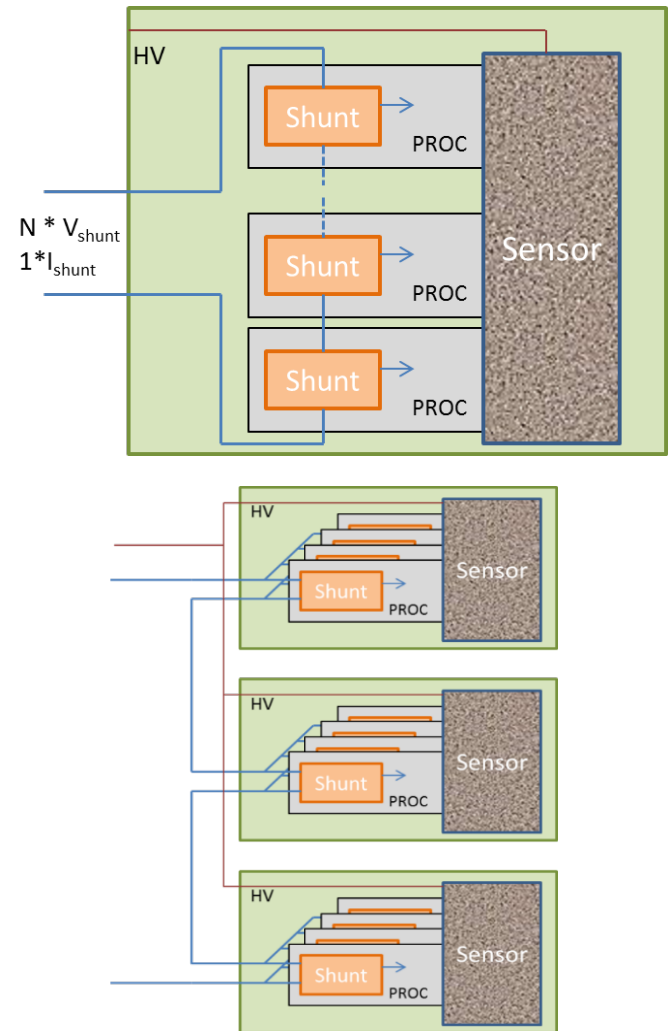 HV
Shunt
PROC
N * Vshunt
1*Ishunt
Shunt
PROC
Sensor
Shunt
PROC
HV
Sensor
Shunt
PROC
HV
Sensor
Shunt
PROC
HV
Sensor
Shunt
PROC